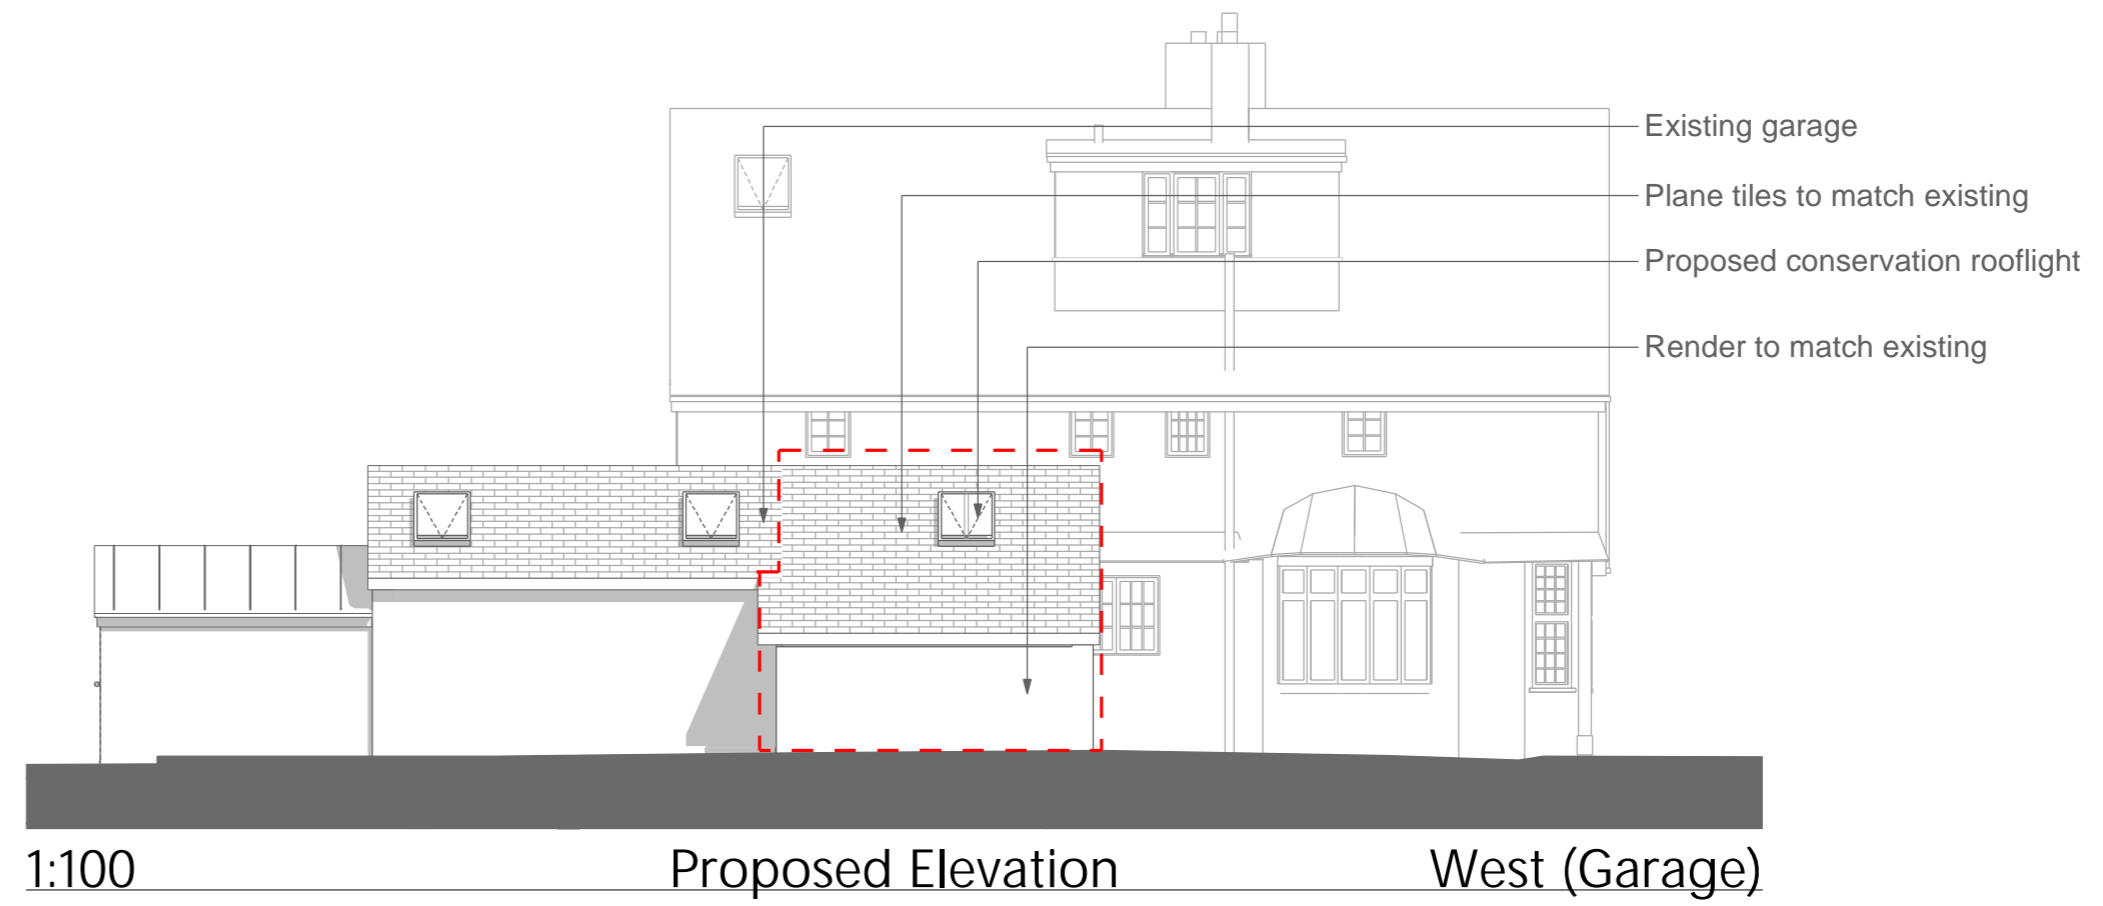 Existing garage
Plane tiles to match existing
Proposed conservation rooflight
Render to match existing
1:100 Proposed Elevation West (Garage)